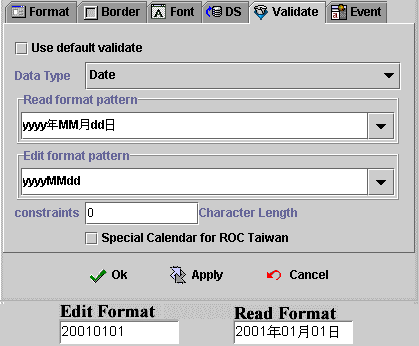 Format Border Font DS Validate Event
Use default validate
Data Type Date
Read format pattern
yyyy年MM月dd日
Edit format pattern
yyyyMMdd
constraints 0 Character Length
Special Calendar for ROC Taiwan
Ok Apply Cancel
Edit Format Read Format
20010101 2001年01月01日